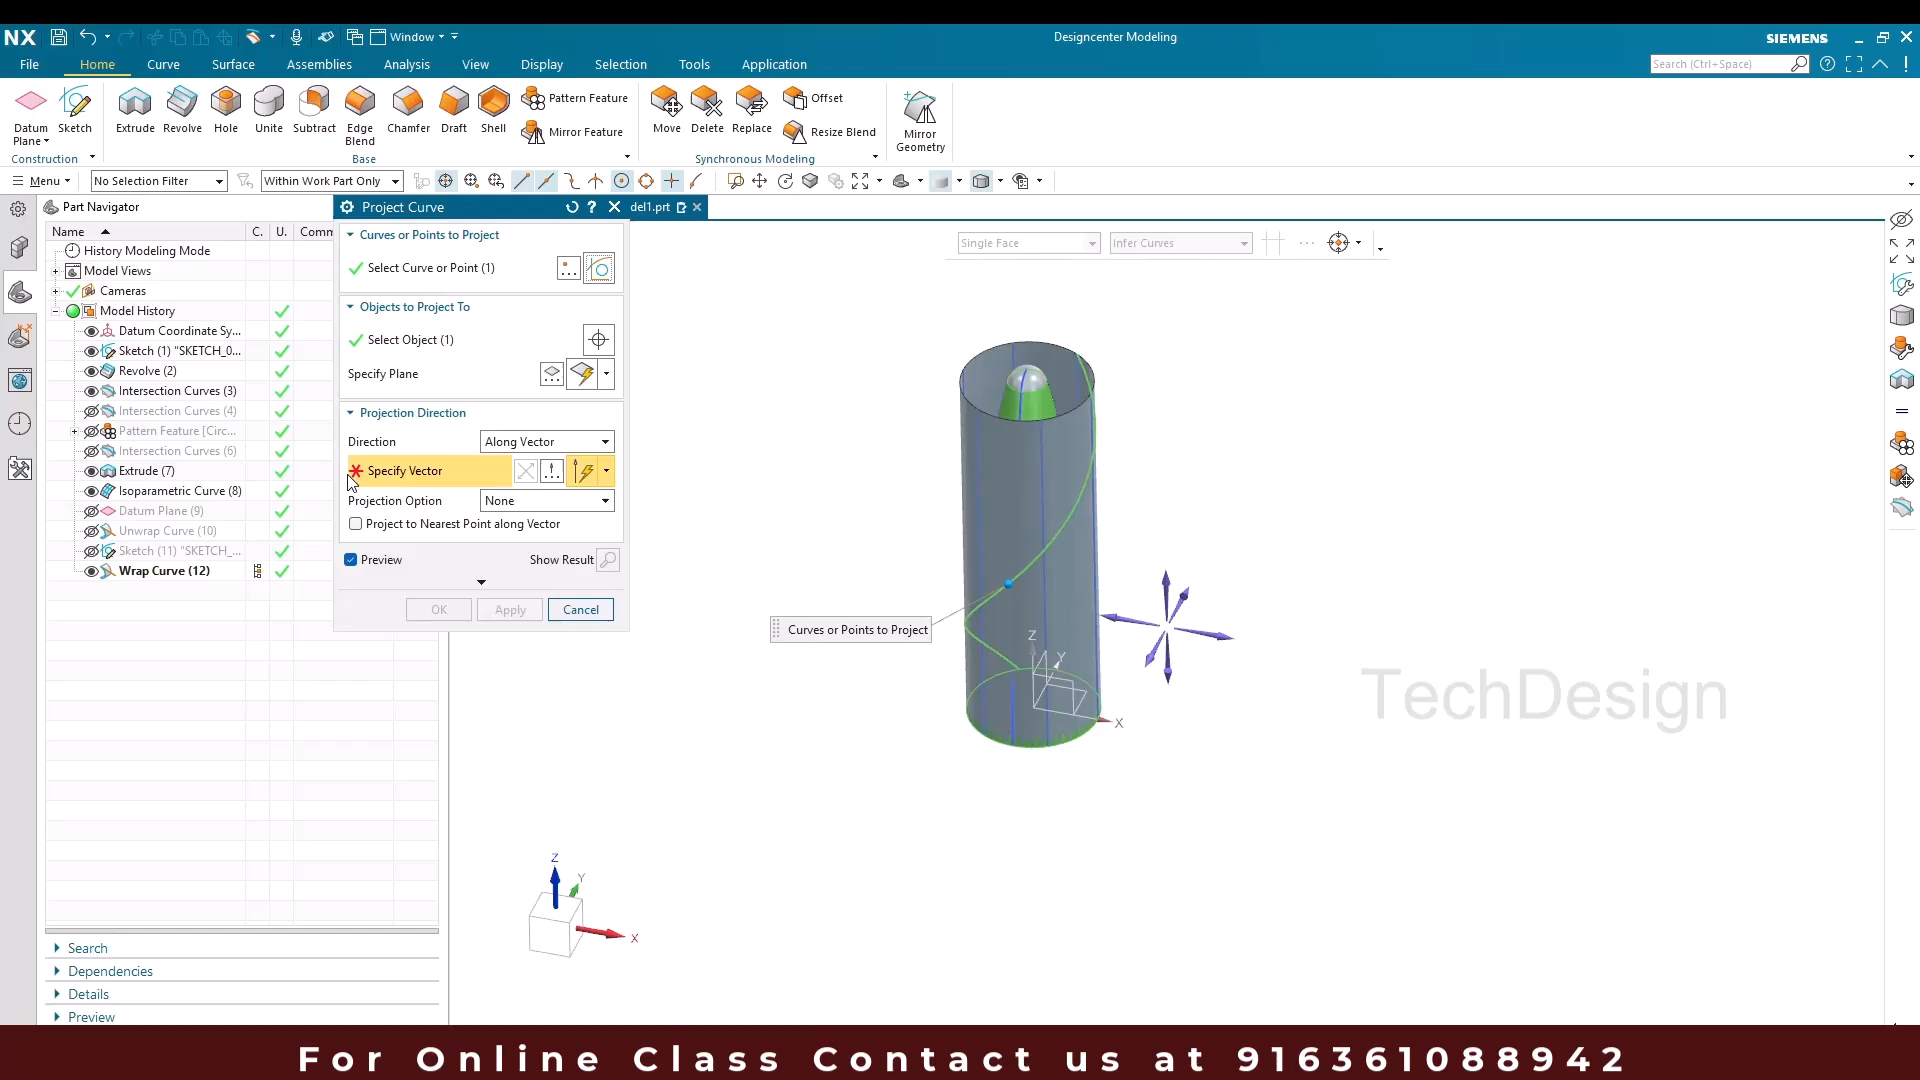 NX
Window
Designcenter Modeling
SIEMENS
File Home Curve Surface Assemblies Analysis View Display Selection Tools Application
Search (Ctrl+Space)
Datum Plane
Sketch
Extrude
Revolve
Hole
Unite
Subtract
Edge Blend
Chamfer
Draft
Shell
Pattern Feature
Mirror Feature
Move
Delete
Replace
Offset
Resize Blend
Mirror Geometry
Construction
Base
Synchronous Modeling
Menu
No Selection Filter
Within Work Part Only
Part Navigator
Name C. U. Comm
History Modeling Mode
Model Views
Cameras
Model History
Datum Coordinate Sy...
Sketch (1) "SKETCH_0...
Revolve (2)
Intersection Curves (3)
Intersection Curves (4)
Pattern Feature [Circ...
Intersection Curves (6)
Extrude (7)
Isoparametric Curve (8)
Datum Plane (9)
Unwrap Curve (10)
Sketch (11) "SKETCH_...
Wrap Curve (12)
Search
Dependencies
Details
Preview
Project Curve
Curves or Points to Project
Select Curve or Point (1)
Objects to Project To
Select Object (1)
Specify Plane
Projection Direction
Direction Along Vector
Specify Vector
Projection Option None
Project to Nearest Point along Vector
Preview Show Result
OK Apply Cancel
del1.prt
Single Face
Infer Curves
Curves or Points to Project
Z
Y
X
Z
Y
X
TechDesign
For Online Class Contact us at 916361088942